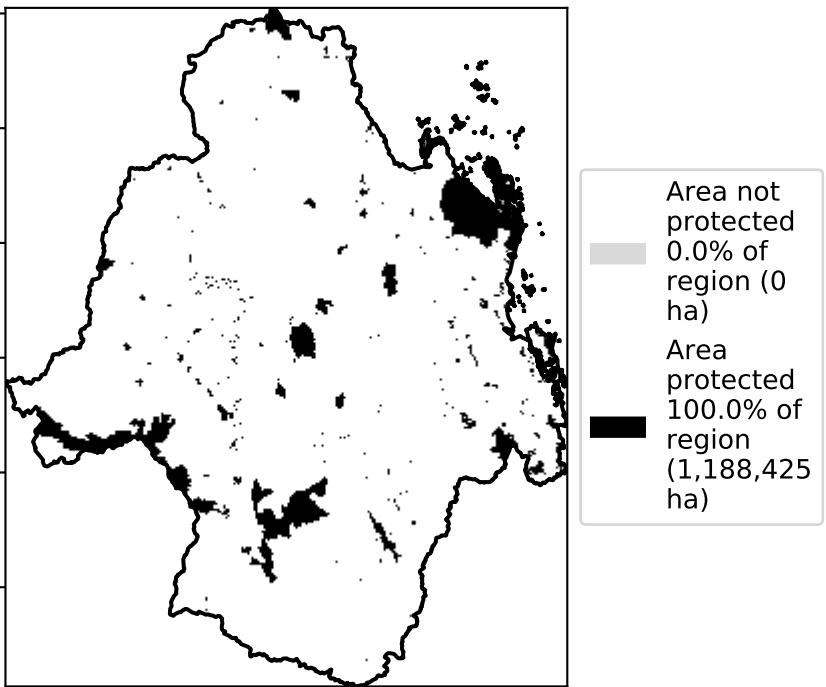 Area not
protected
0.0% of
region (0
ha)
Area
protected
100.0% of
region
(1,188,425
ha)